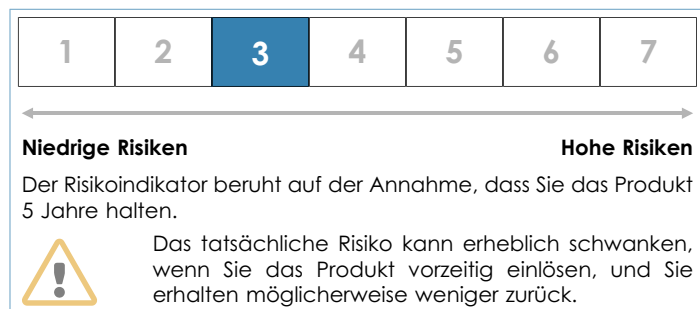 1 2 3 4 5 6 7
Niedrige Risiken Hohe Risiken
Der Risikoindikator beruht auf der Annahme, dass Sie das Produkt
5 Jahre halten.
Das tatsächliche Risiko kann erheblich schwanken,
wenn Sie das Produkt vorzeitig einlösen, und Sie
erhalten möglicherweise weniger zurück.